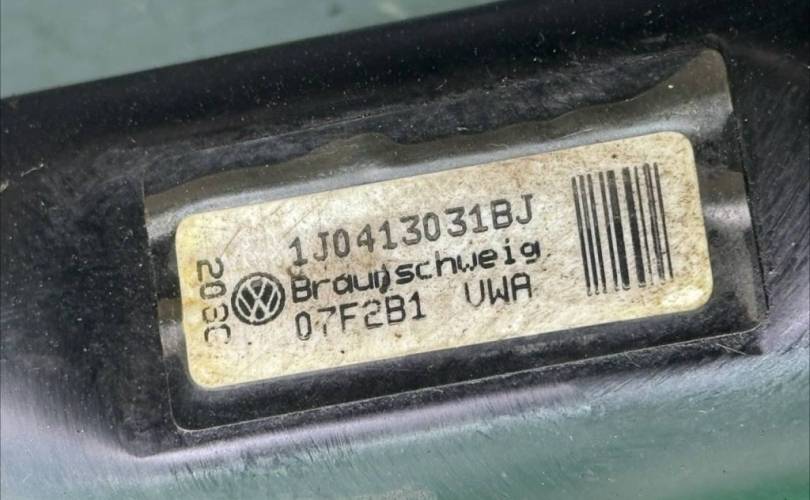 1J0413031BJ
Braunschweig
07F2B1 VWA
203C